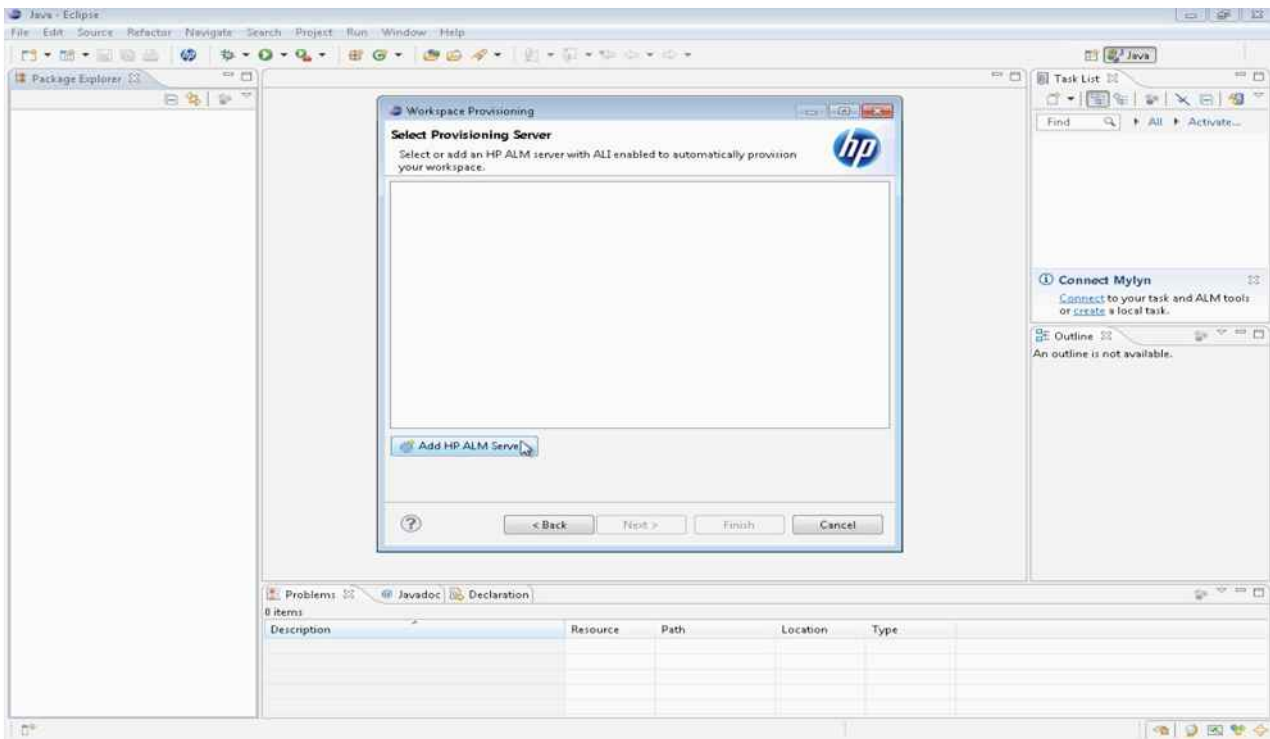 Java - Eclipse
File Edit Source Refactor Navigate Search Project Run Window Help
Java
Package Explorer
Task List
Find All Activate...
Workspace Provisioning
Select Provisioning Server
Select or add an HP ALM server with ALI enabled to automatically provision
your workspace.
hp
Connect Mylyn
Connect to your task and ALM tools
or create a local task.
Outline
An outline is not available.
Add HP ALM Serve
< Back Next > Finish Cancel
Problems Javadoc Declaration
0 items
Description Resource Path Location Type